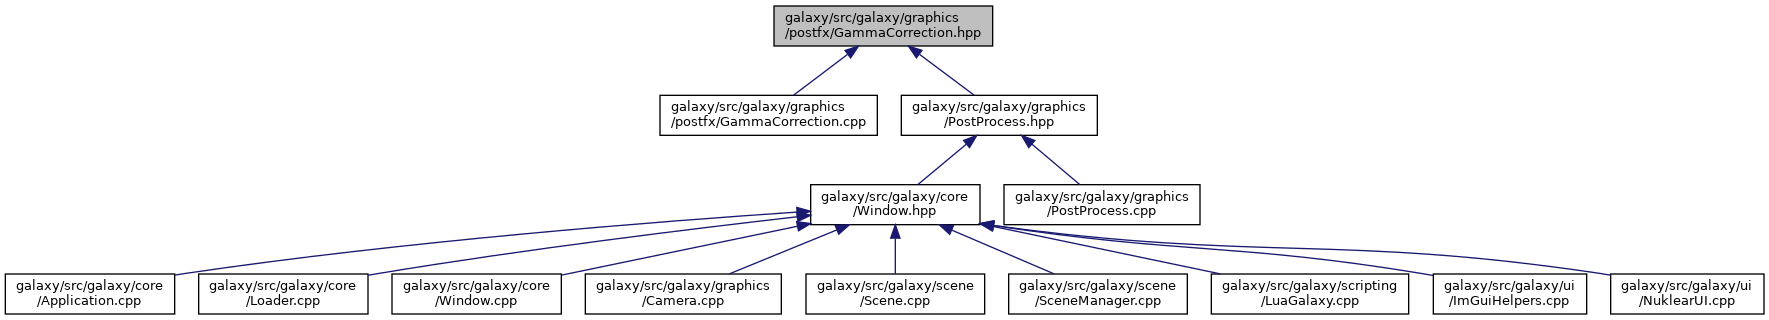 galaxy/src/galaxy/graphics
/postfx/GammaCorrection.hpp
galaxy/src/galaxy/graphics
/postfx/GammaCorrection.cpp
galaxy/src/galaxy/graphics
/PostProcess.hpp
galaxy/src/galaxy/core
/Window.hpp
galaxy/src/galaxy/graphics
/PostProcess.cpp
galaxy/src/galaxy/core
/Application.cpp
galaxy/src/galaxy/core
/Loader.cpp
galaxy/src/galaxy/core
/Window.cpp
galaxy/src/galaxy/graphics
/Camera.cpp
galaxy/src/galaxy/scene
/Scene.cpp
galaxy/src/galaxy/scene
/SceneManager.cpp
galaxy/src/galaxy/scripting
/LuaGalaxy.cpp
galaxy/src/galaxy/ui
/ImGuiHelpers.cpp
galaxy/src/galaxy/ui
/NuklearUI.cpp